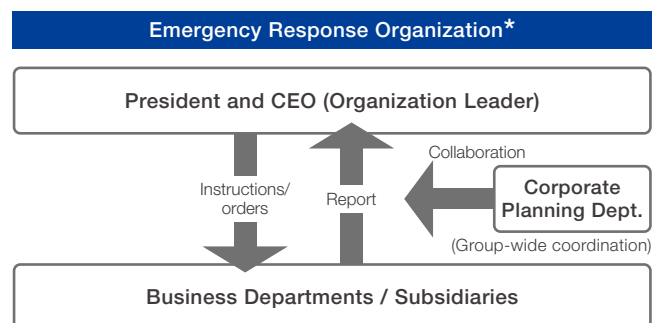 Emergency Response Organization*
President and CEO (Organization Leader)
Collaboration
Instructions/
orders
Report
Corporate
Planning Dept.
(Group-wide coordination)
Business Departments / Subsidiaries